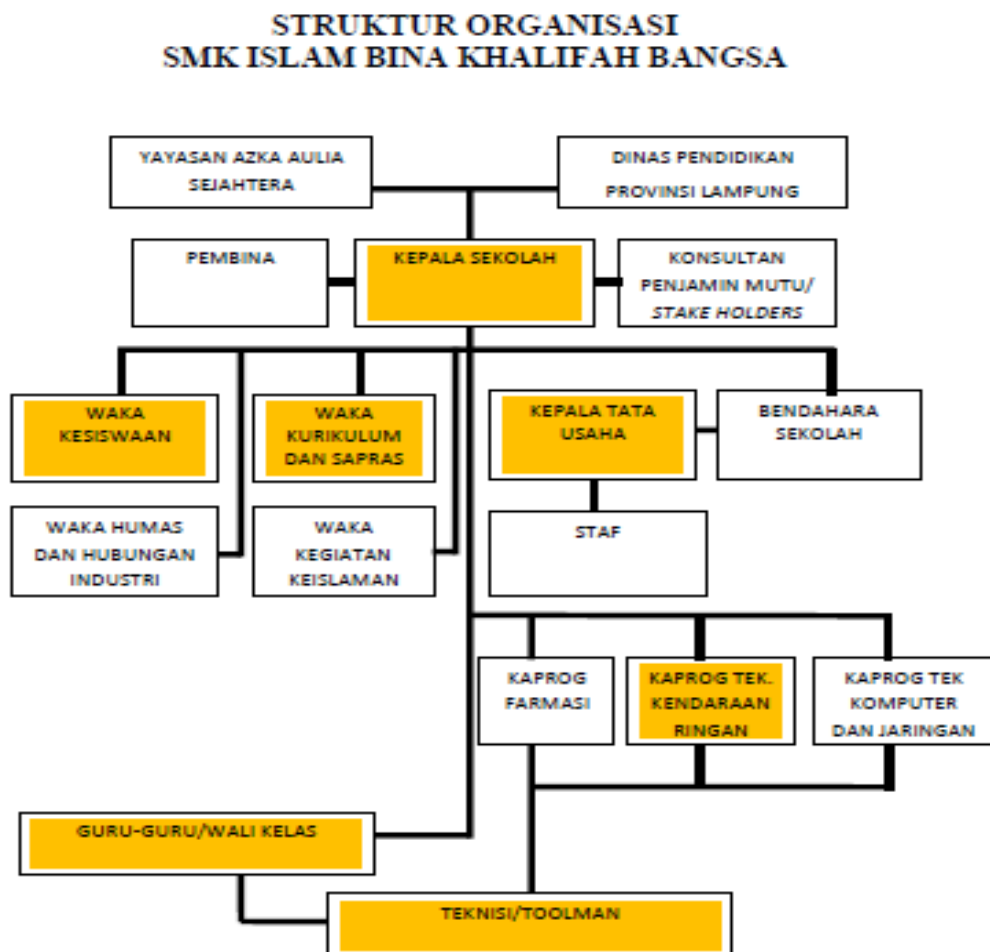 STRUKTUR ORGANISASI
SMK ISLAM BINA KHALIFAH BANGSA
YAYASAN AZKA AULIA
SEJAHTERA
DINAS PENDIDIKAN
PROVINSI LAMPUNG
PEMBINA
KEPALA SEKOLAH
KONSULTAN
PENJAMIN MUTU/
STAKE HOLDERS
WAKA
KESISWAAN
WAKA
KURIKULUM
DAN SAPRAS
KEPALA TATA
USAHA
BENDAHARA
SEKOLAH
WAKA HUMAS
DAN HUBUNGAN
INDUSTRI
WAKA
KEGIATAN
KEISLAMAN
STAF
KAPROG
FARMASI
KAPROG TEK.
KENDARAAN
RINGAN
KAPROG TEK
KOMPUTER
DAN JARINGAN
GURU-GURU/WALI KELAS
TEKNISI/TOOLMAN